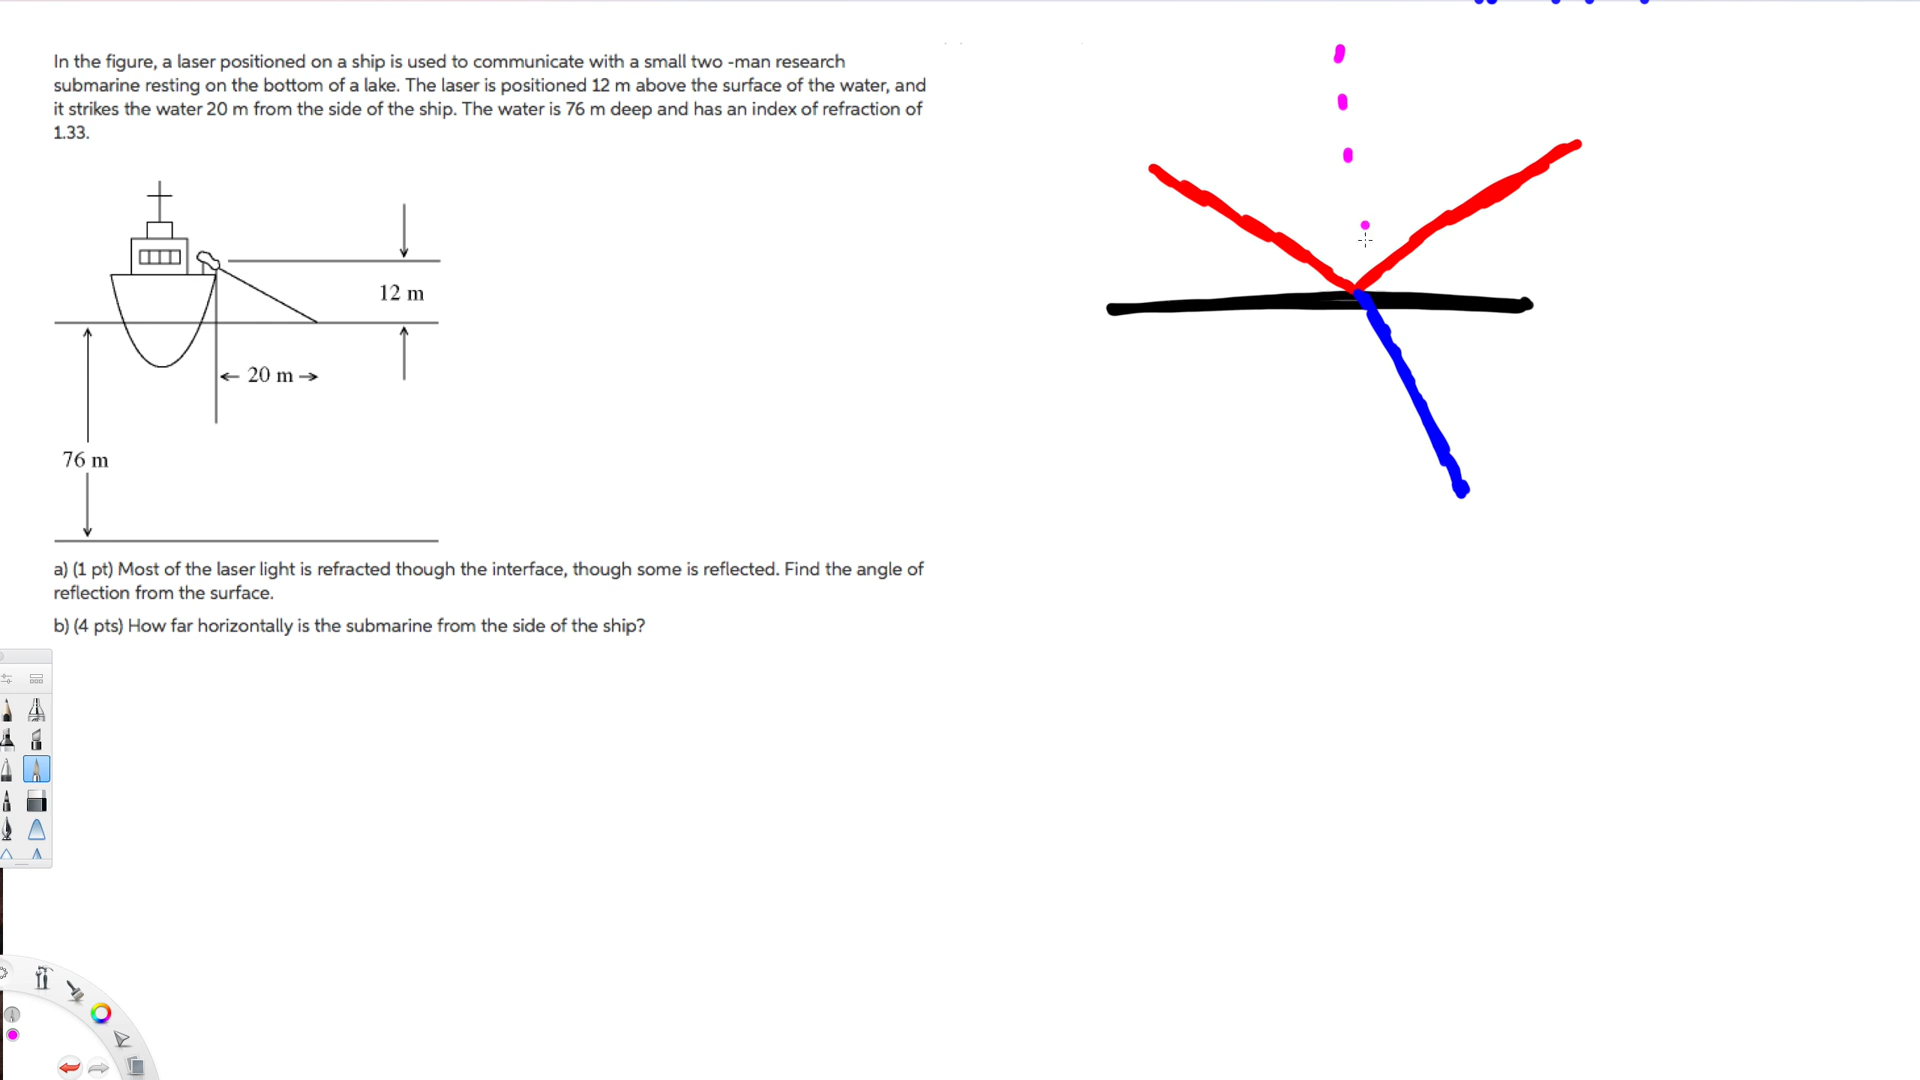 In the figure, a laser positioned on a ship is used to communicate with a small two -man research
submarine resting on the bottom of a lake. The laser is positioned 12 m above the surface of the water, and
it strikes the water 20 m from the side of the ship. The water is 76 m deep and has an index of refraction of
1.33.
12 m
20 m
76 m
a) (1 pt) Most of the laser light is refracted though the interface, though some is reflected. Find the angle of
reflection from the surface.
b) (4 pts) How far horizontally is the submarine from the side of the ship?